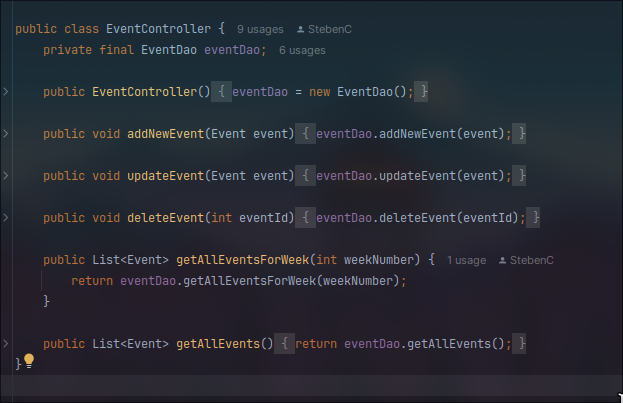 public class EventController { 9 usages StebenC
private final EventDao eventDao; 6 usages
public EventController() { eventDao = new EventDao(); }
public void addNewEvent(Event event) { eventDao.addNewEvent(event); }
public void updateEvent(Event event) { eventDao.updateEvent(event); }
public void deleteEvent(int eventId) { eventDao.deleteEvent(eventId); }
public List<Event> getAllEventsForWeek(int weekNumber) { 1 usage StebenC
return eventDao.getAllEventsForWeek(weekNumber);
}
public List<Event> getAllEvents() { return eventDao.getAllEvents(); }
}